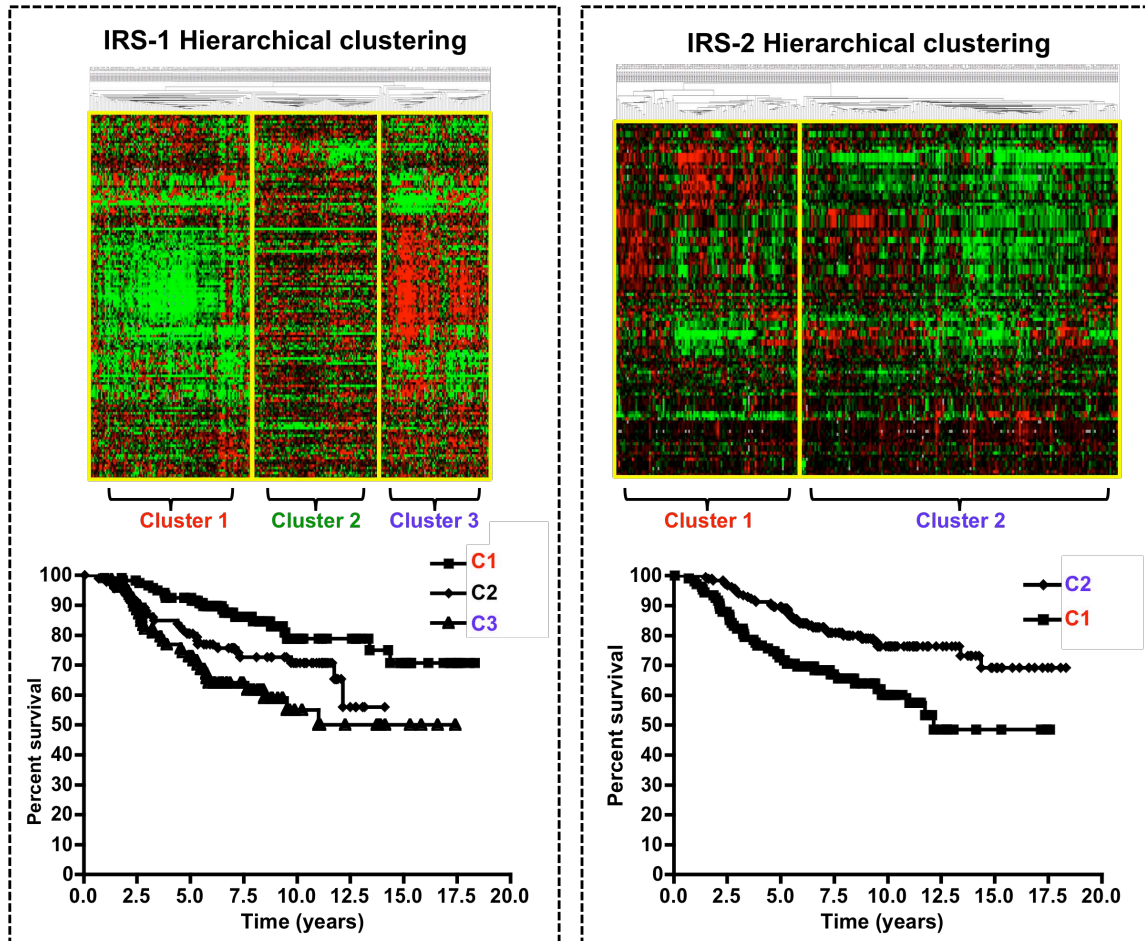 IRS-1 Hierarchical clustering
Cluster 1
Cluster 2
Cluster 3
C1
C2
C3
Percent survival
100
90
80
70
60
50
40
30
20
10
0
0.0 2.5 5.0 7.5 10.0 12.5 15.0 17.5 20.0
Time (years)
IRS-2 Hierarchical clustering
Cluster 1
Cluster 2
C2
C1
Percent survival
100
90
80
70
60
50
40
30
20
10
0
0.0 2.5 5.0 7.5 10.0 12.5 15.0 17.5 20.0
Time (years)